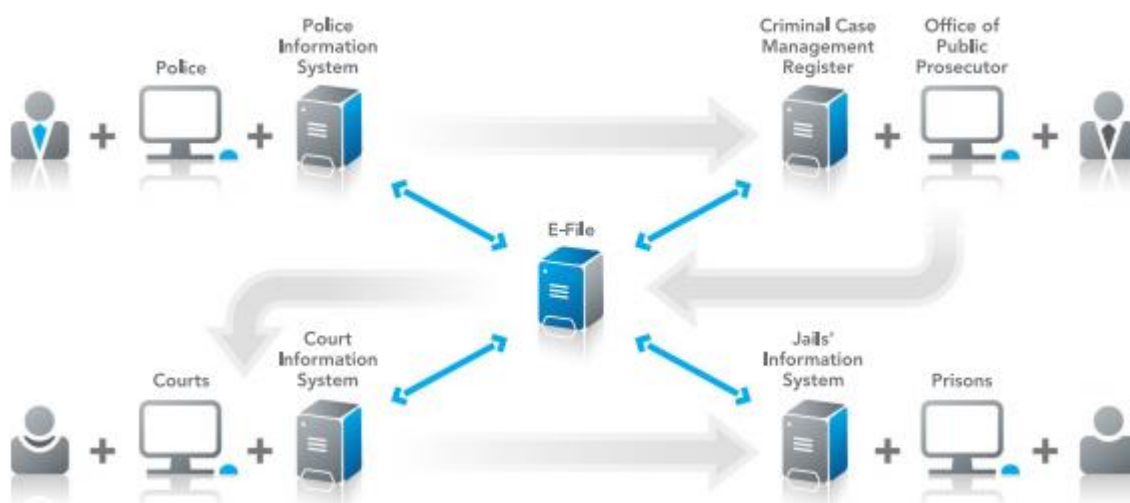 Police
Information
System
Police
Criminal Case
Management
Register
Office of
Public
Prosecutor
E-File
Court
Information
System
Courts
Jails'
Information
System
Prisons